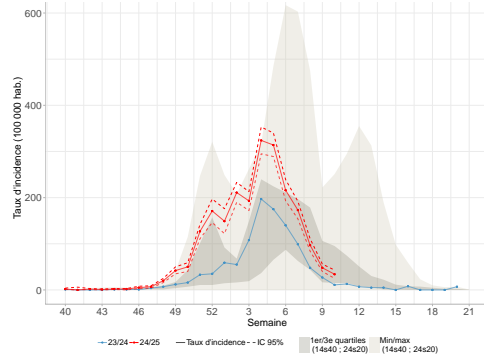 600
400
200
0
Taux d'incidence (100 000 hab.)
40 43 46 49 52 3 6 9 12 15 18 21
Semaine
23/24 24/25 Taux d'incidence IC 95% 1er/3e quartiles Min/max
(14s40 ; 24s20) (14s40 ; 24s20)